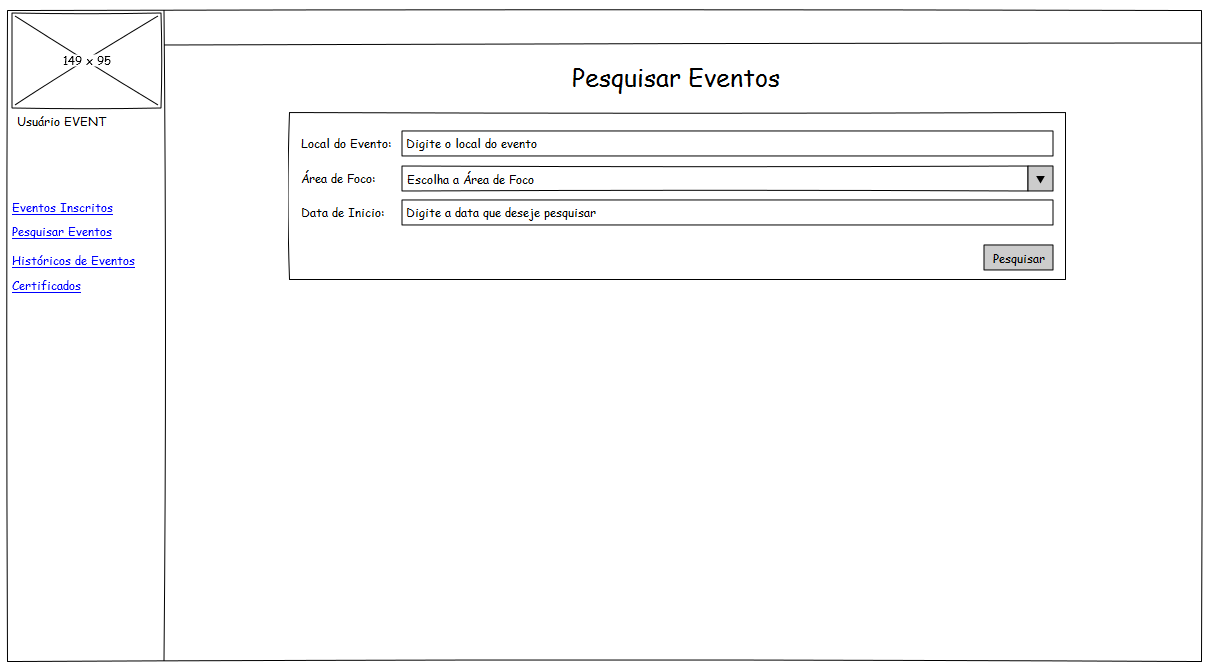 149 x 95
Usuário EVENT
Eventos Inscritos
Pesquisar Eventos
Históricos de Eventos
Certificados
Pesquisar Eventos
Local do Evento: Digite o local do evento
Área de Foco: Escolha a Área de Foco
Data de Inicio: Digite a data que deseje pesquisar
Pesquisar